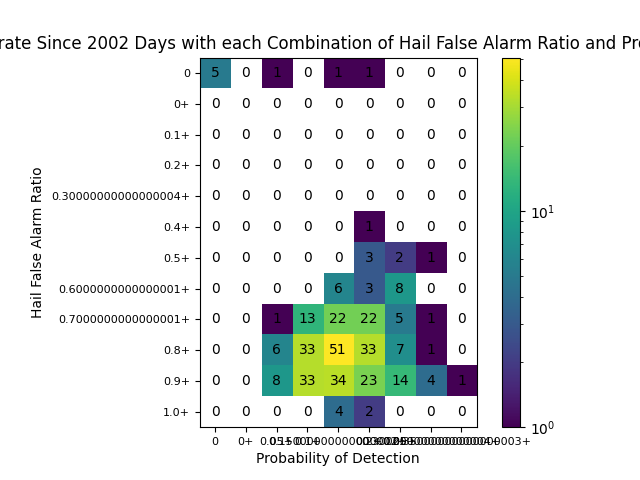 rate Since 2002 Days with each Combination of Hail False Alarm Ratio and Pr
0 5 0 1 0 1 1 0 0 0
0+ 0 0 0 0 0 0 0 0 0
0.1+ 0 0 0 0 0 0 0 0 0
0.2+ 0 0 0 0 0 0 0 0 0
0.30000000000000004+ 0 0 0 0 0 0 0 0 0
0.4+ 0 0 0 0 0 1 0 0 0
0.5+ 0 0 0 0 0 3 2 1 0
0.6000000000000001+ 0 0 0 0 6 3 8 0 0
0.7000000000000001+ 0 0 1 13 22 22 5 1 0
0.8+ 0 0 6 33 51 33 7 1 0
0.9+ 0 0 8 33 34 23 14 4 1
1.0+ 0 0 0 0 4 2 0 0 0
0 0+
Probability of Detection
Hail False Alarm Ratio
10^1
10^0